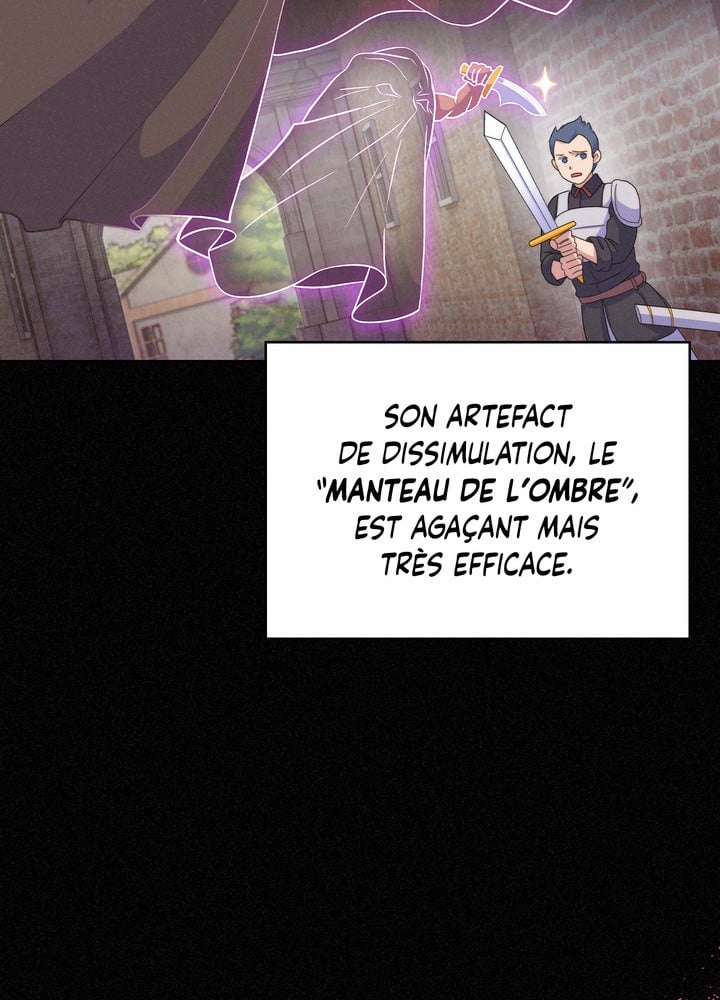 SON ARTEFACT
DE DISSIMULATION, LE
“MANTEAU DE L’OMBRE”,
EST AGAÇANT MAIS
TRÈS EFFICACE.